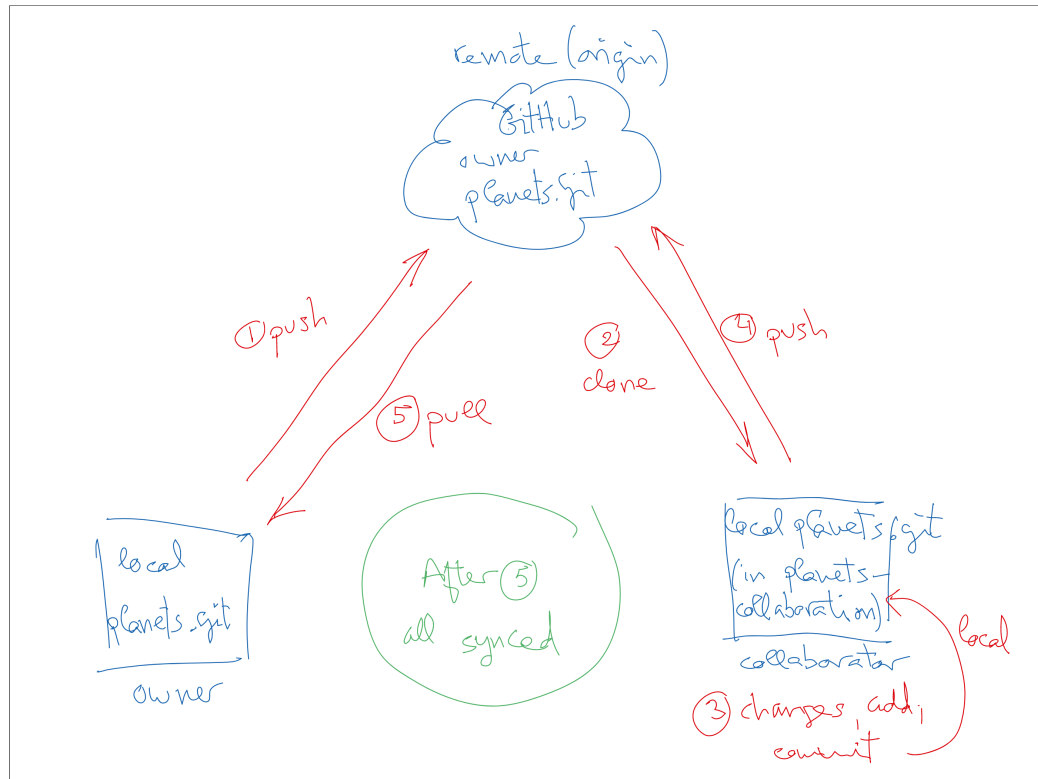 remote (origin)
GitHub
owner
planets.git
① push
② clone
④ push
⑤ pull
local
planets.git
owner
After ⑤
all synced
local planets.git
(in planets-
collaboration)
collaborator
local
③ changes, add,
commit